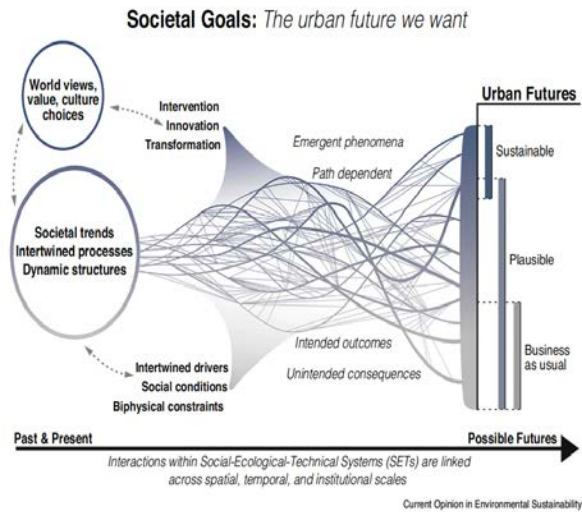 Societal Goals: The urban future we want
World views,
value, culture
choices
Intervention
Innovation
Transformation
Urban Futures
Emergent phenomena
Path dependent
Sustainable
Societal trends
Intertwined processes
Dynamic structures
Plausible
Intended outcomes
Unintended consequences
Business
as usual
Intertwined drivers
Social conditions
Biphysical constraints
Past & Present
Possible Futures
Interactions within Social-Ecological-Technical Systems (SETs) are linked
across spatial, temporal, and institutional scales
Current Opinion in Environmental Sustainability